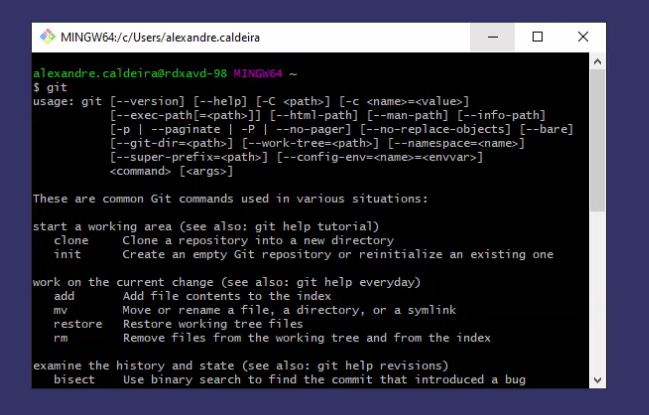 MINGW64:/c/Users/alexandre.caldeira
alexandre.caldeira@rdxavd-98 MINGW64 ~
$ git
usage: git [--version] [--help] [-C <path>] [-c <name>=<value>]
           [--exec-path[=<path>]] [--html-path] [--man-path] [--info-path]
           [-p | --paginate | -P | --no-pager] [--no-replace-objects] [--bare]
           [--git-dir=<path>] [--work-tree=<path>] [--namespace=<name>]
           [--super-prefix=<path>] [--config-env=<name>=<envvar>]
           <command> [<args>]
These are common Git commands used in various situations:
start a working area (see also: git help tutorial)
   clone     Clone a repository into a new directory
   init      Create an empty Git repository or reinitialize an existing one
work on the current change (see also: git help everyday)
   add       Add file contents to the index
   mv        Move or rename a file, a directory, or a symlink
   restore   Restore working tree files
   rm        Remove files from the working tree and from the index
examine the history and state (see also: git help revisions)
   bisect    Use binary search to find the commit that introduced a bug